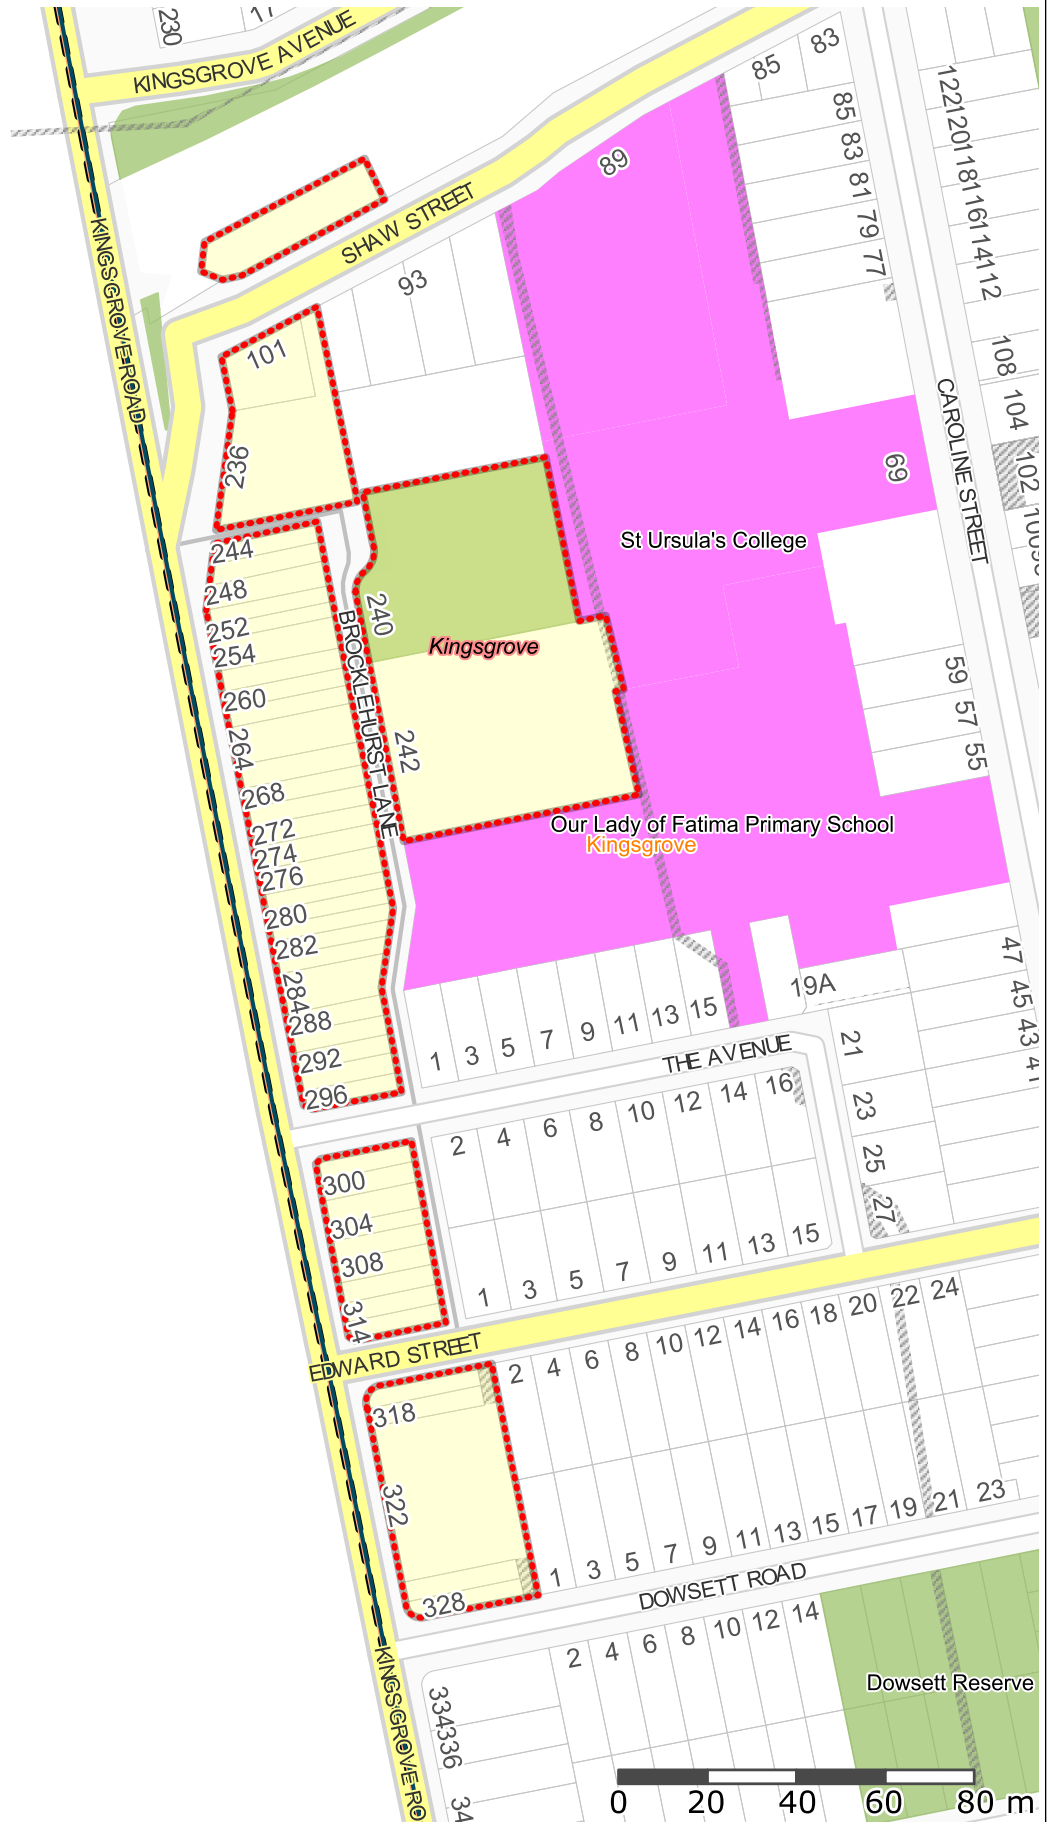 230
17
KINGSGROVE AVENUE
83
85
85
83
81
79
77
122
120
118
116
114
112
108
104
102
89
SHAW STREET
93
101
236
KINGSGROVE ROAD
CAROLINE STREET
69
St Ursula's College
244
248
252
254
260
264
268
272
274
276
280
282
284
288
292
296
BROCKLEHURST LANE
240
Kingsgrove
242
59
57
55
Our Lady of Fatima Primary School
Kingsgrove
47
45
43
41
19A
1 3 5 7 9 11 13 15
THE AVENUE
21
23
25
27
2 4 6 8 10 12 14 16
300
304
308
314
1 3 5 7 9 11 13 15
EDWARD STREET
2 4 6 8 10 12 14 16 18 20 22 24
318
322
328
1 3 5 7 9 11 13 15 17 19 21 23
DOWSETT ROAD
2 4 6 8 10 12 14
Dowsett Reserve
334
336
34
KINGSGROVE RO
0 20 40 60 80 m